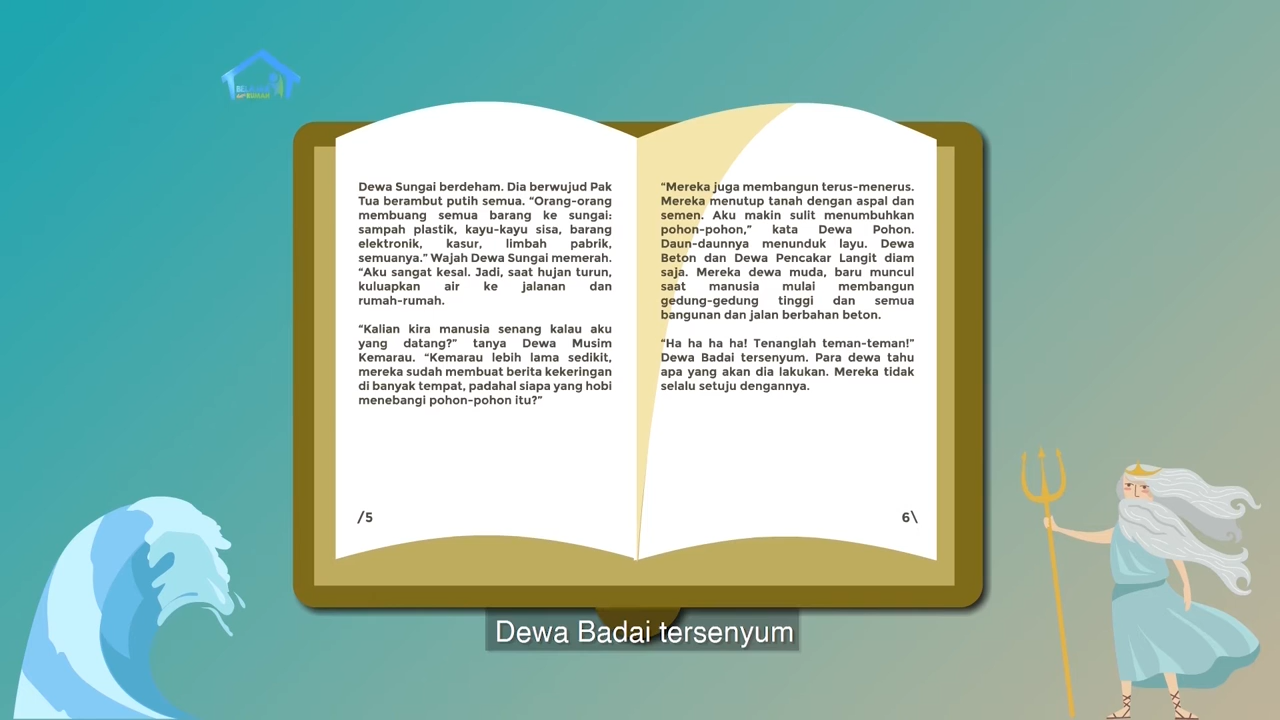 BELAJAR
dari RUMAH
Dewa Sungai berdeham. Dia berwujud Pak
Tua berambut putih semua. “Orang-orang
membuang semua barang ke sungai:
sampah plastik, kayu-kayu sisa, barang
elektronik, kasur, limbah pabrik,
semuanya.” Wajah Dewa Sungai memerah.
“Aku sangat kesal. Jadi, saat hujan turun,
kuluapkan air ke jalanan dan
rumah-rumah.
“Kalian kira manusia senang kalau aku
yang datang?” tanya Dewa Musim
Kemarau. “Kemarau lebih lama sedikit,
mereka sudah membuat berita kekeringan
di banyak tempat, padahal siapa yang hobi
menebangi pohon-pohon itu?”
/5
“Mereka juga membangun terus-menerus.
Mereka menutup tanah dengan aspal dan
semen. Aku makin sulit menumbuhkan
pohon-pohon,” kata Dewa Pohon.
Daun-daunnya menunduk layu. Dewa
Beton dan Dewa Pencakar Langit diam
saja. Mereka dewa muda, baru muncul
saat manusia mulai membangun
gedung-gedung tinggi dan semua
bangunan dan jalan berbahan beton.
“Ha ha ha ha! Tenanglah teman-teman!”
Dewa Badai tersenyum. Para dewa tahu
apa yang akan dia lakukan. Mereka tidak
selalu setuju dengannya.
6\
Dewa Badai tersenyum